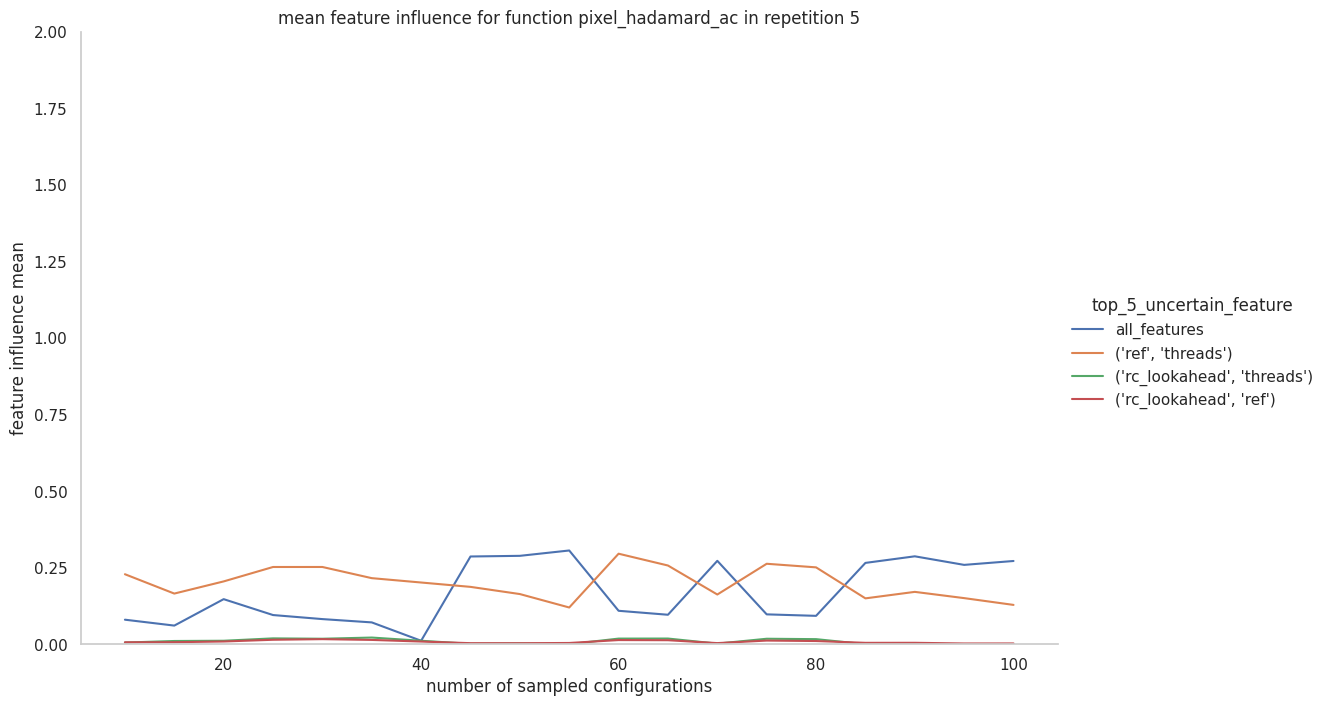 mean feature influence for function pixel_hadamard_ac in repetition 5
2.00
1.75
1.50
1.25
1.00
0.75
0.50
0.25
0.00
feature influence mean
20
40
60
80
100
number of sampled configurations
top_5_uncertain_feature
all_features
('ref', 'threads')
('rc_lookahead', 'threads')
('rc_lookahead', 'ref')